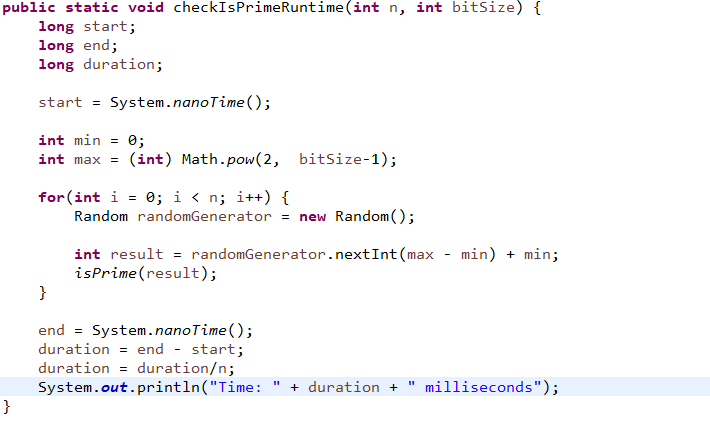 public static void checkIsPrimeRuntime(int n, int bitSize) {
    long start;
    long end;
    long duration;

    start = System.nanoTime();

    int min = 0;
    int max = (int) Math.pow(2,  bitSize-1);

    for(int i = 0; i < n; i++) {
        Random randomGenerator = new Random();

        int result = randomGenerator.nextInt(max - min) + min;
        isPrime(result);
    }

    end = System.nanoTime();
    duration = end - start;
    duration = duration/n;
    System.out.println("Time: " + duration + " milliseconds");
}